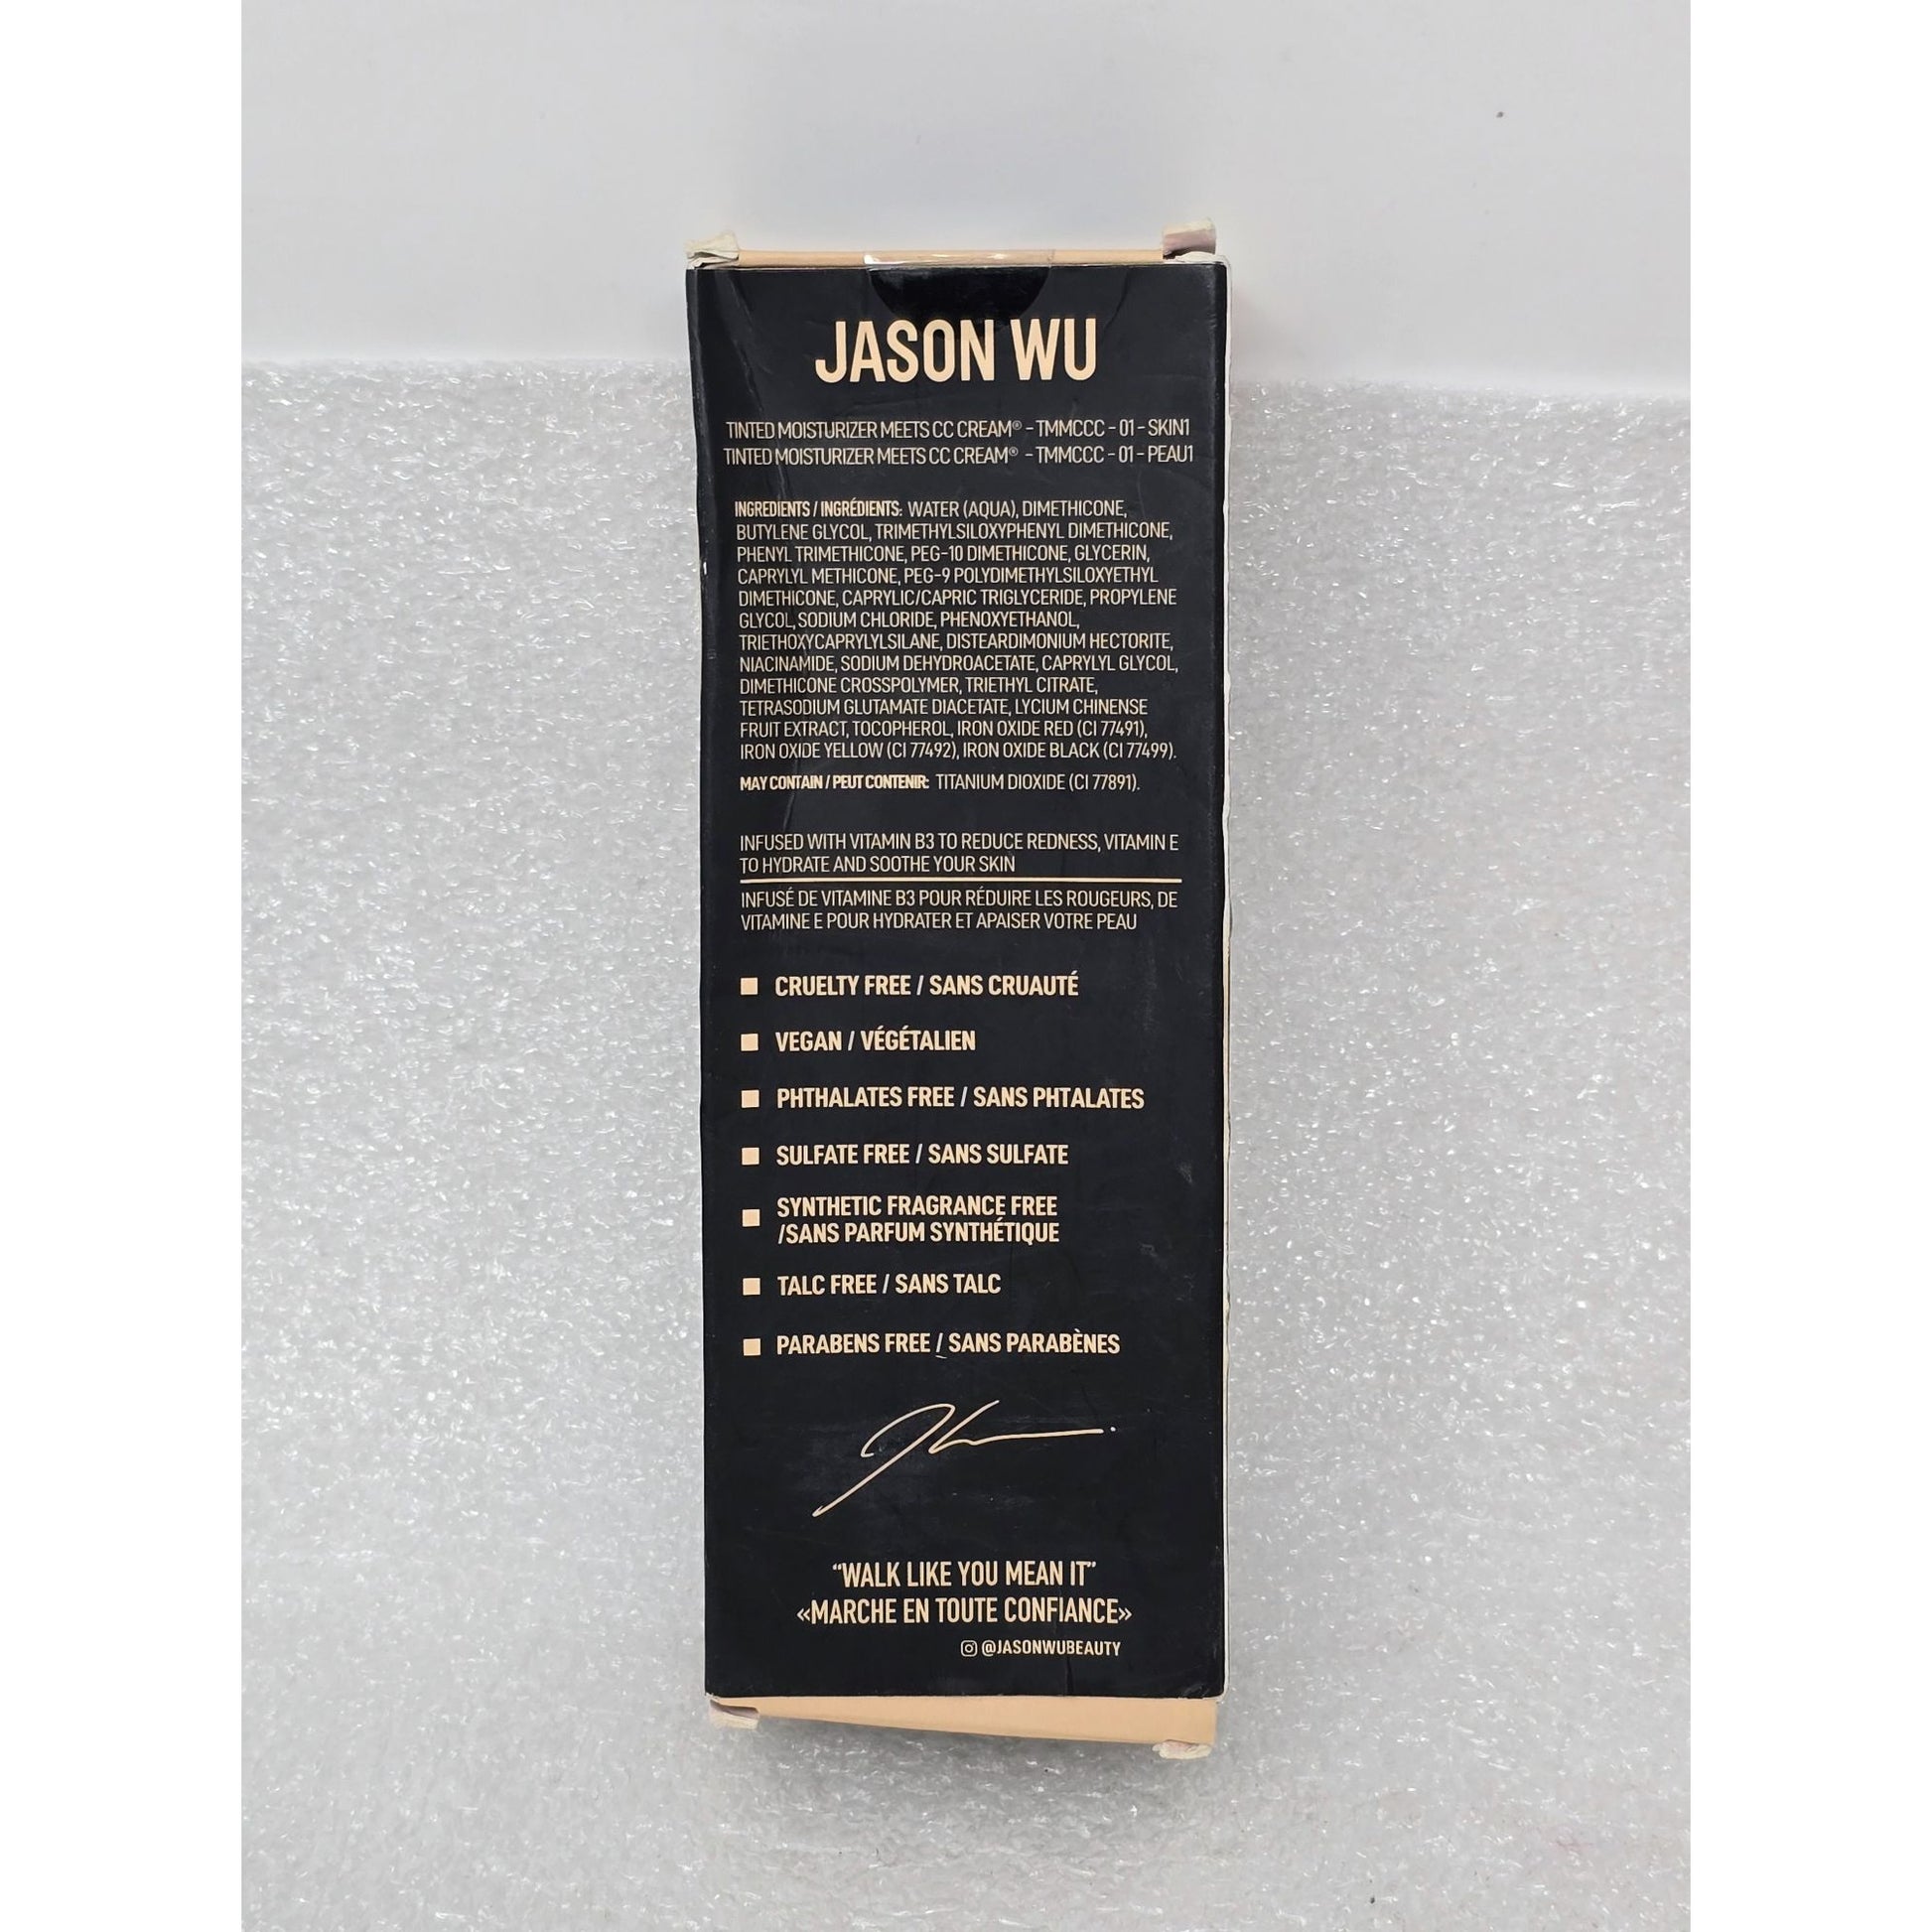 JASON WU
TINTED MOISTURIZER MEETS CC CREAM® - TMMCCC - 01 - SKIN1
TINTED MOISTURIZER MEETS CC CREAM® - TMMCCC - 01 - PEAU1
INGREDIENTS / INGRÉDIENTS: WATER (AQUA), DIMETHICONE,
BUTYLENE GLYCOL, TRIMETHYLSILOXYPHENYL DIMETHICONE,
PHENYL TRIMETHICONE, PEG-10 DIMETHICONE, GLYCERIN,
CAPRYLYL METHICONE, PEG-9 POLYDIMETHYLSILOXYETHYL
DIMETHICONE, CAPRYLIC/CAPRIC TRIGLYCERIDE, PROPYLENE
GLYCOL, SODIUM CHLORIDE, PHENOXYETHANOL,
TRIETHOXYCAPRYLYLSILANE, DISTEARDIMONIUM HECTORITE,
NIACINAMIDE, SODIUM DEHYDROACETATE, CAPRYLYL GLYCOL,
DIMETHICONE CROSSPOLYMER, TRIETHYL CITRATE,
TETRASODIUM GLUTAMATE DIACETATE, LYCIUM CHINENSE
FRUIT EXTRACT, TOCOPHEROL, IRON OXIDE RED (CI 77491),
IRON OXIDE YELLOW (CI 77492), IRON OXIDE BLACK (CI 77499).
MAY CONTAIN / PEUT CONTENIR: TITANIUM DIOXIDE (CI 77891).
INFUSED WITH VITAMIN B3 TO REDUCE REDNESS, VITAMIN E
TO HYDRATE AND SOOTHE YOUR SKIN
INFUSÉ DE VITAMINE B3 POUR RÉDUIRE LES ROUGEURS, DE
VITAMINE E POUR HYDRATER ET APAISER VOTRE PEAU
CRUELTY FREE / SANS CRUAUTÉ
VEGAN / VÉGÉTALIEN
PHTHALATES FREE / SANS PHTALATES
SULFATE FREE / SANS SULFATE
SYNTHETIC FRAGRANCE FREE
/SANS PARFUM SYNTHÉTIQUE
TALC FREE / SANS TALC
PARABENS FREE / SANS PARABÈNES
“WALK LIKE YOU MEAN IT”
«MARCHE EN TOUTE CONFIANCE»
@JASONWUBEAUTY